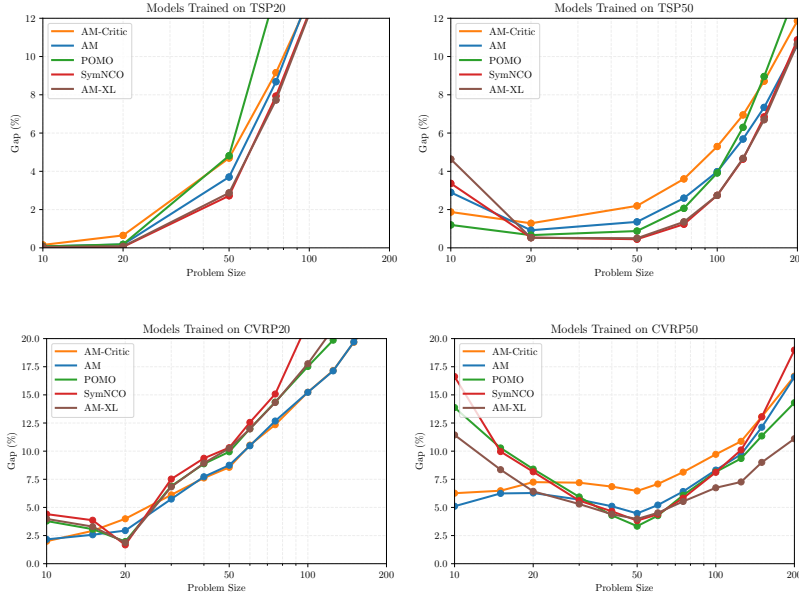 Models Trained on TSP20
12
10
8
6
4
2
0
Gap (%)
AM-Critic
AM
POMO
SymNCO
AM-XL
10
20
50
100
200
Problem Size
Models Trained on TSP50
12
10
8
6
4
2
0
Gap (%)
AM-Critic
AM
POMO
SymNCO
AM-XL
10
20
50
100
200
Problem Size
Models Trained on CVRP20
20.0
17.5
15.0
12.5
10.0
7.5
5.0
2.5
0.0
Gap (%)
AM-Critic
AM
POMO
SymNCO
AM-XL
10
20
50
100
200
Problem Size
Models Trained on CVRP50
20.0
17.5
15.0
12.5
10.0
7.5
5.0
2.5
0.0
Gap (%)
AM-Critic
AM
POMO
SymNCO
AM-XL
10
20
50
100
200
Problem Size